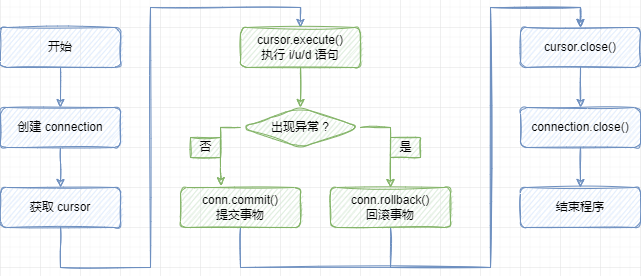 开始
创建 connection
获取 cursor
cursor.execute()
执行 i/u/d 语句
出现异常？
否
是
conn.commit()
提交事物
conn.rollback()
回滚事物
cursor.close()
connection.close()
结束程序